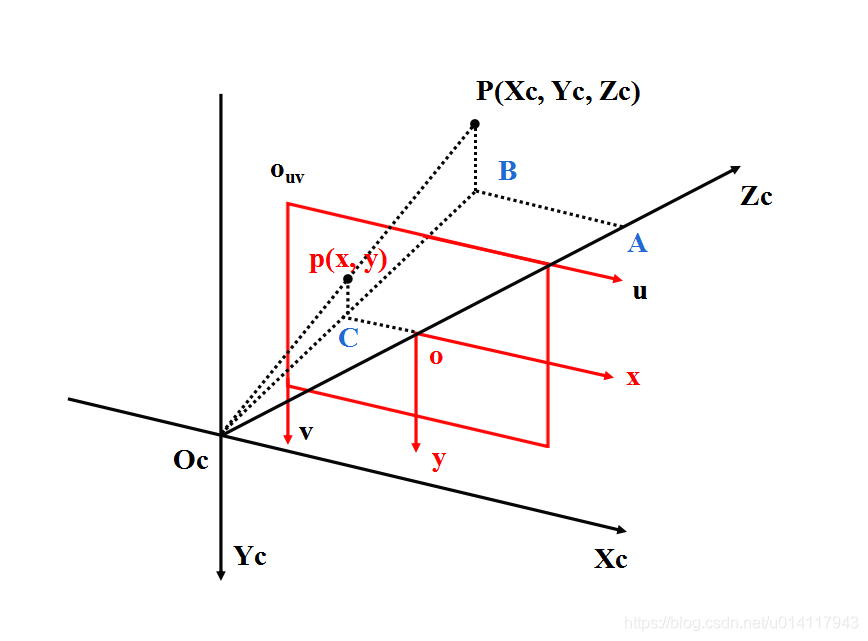 P(Xc, Yc, Zc)
B
ouv
Zc
A
p(x, y)
u
C
o
x
v
Oc
y
Yc
Xc
https://blog.csdn.net/u014117943